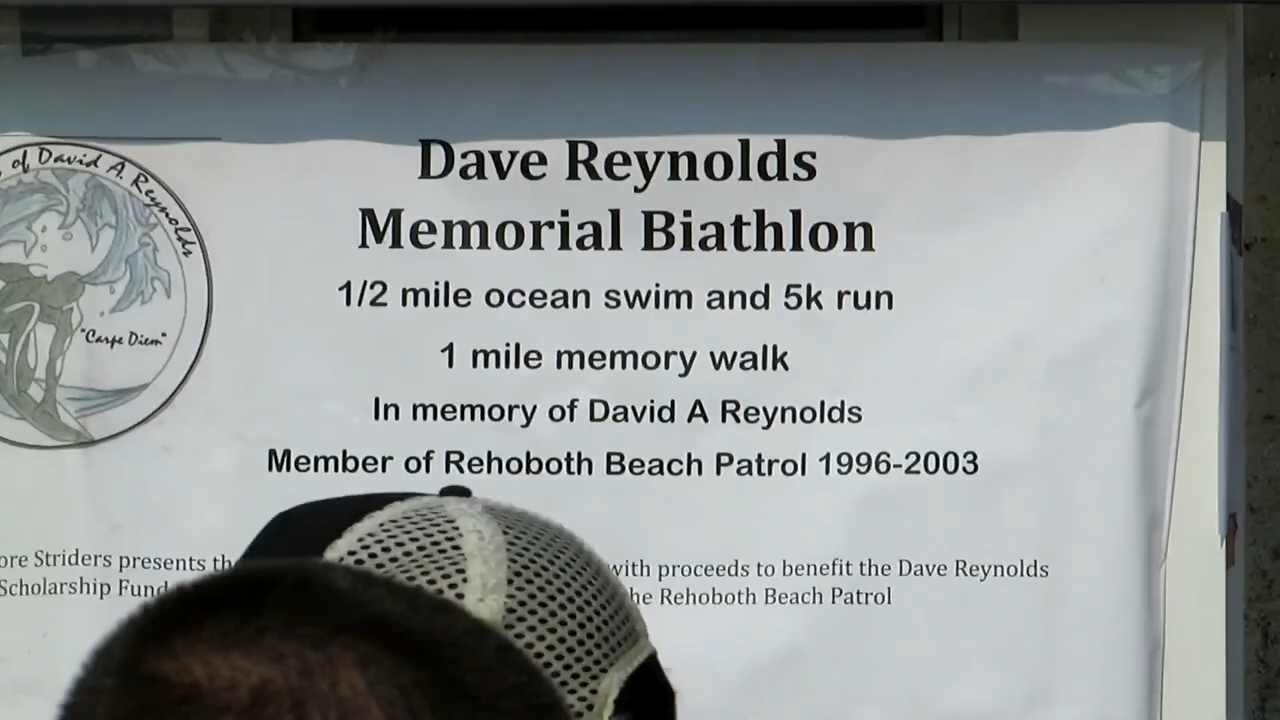 of David A. Reynolds
"Carpe Diem"
Dave Reynolds
Memorial Biathlon
1/2 mile ocean swim and 5k run
1 mile memory walk
In memory of David A Reynolds
Member of Rehoboth Beach Patrol 1996-2003
ore Striders presents th with proceeds to benefit the Dave Reynolds
Scholarship Fund he Rehoboth Beach Patrol